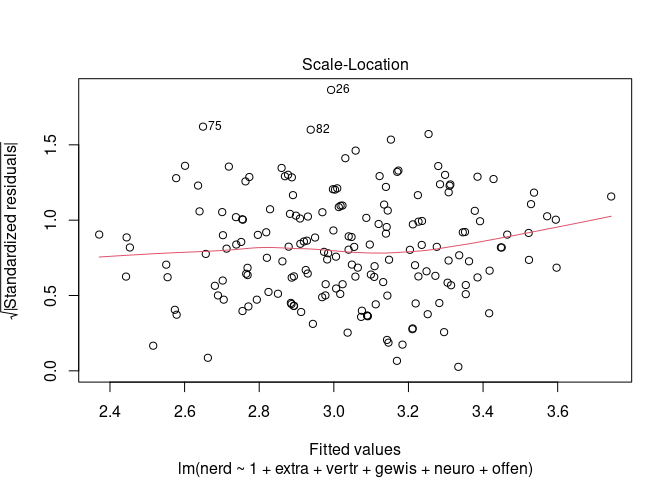 Scale-Location
√|Standardized residuals|
1.5
1.0
0.5
0.0
26
75
82
2.4 2.6 2.8 3.0 3.2 3.4 3.6
Fitted values
lm(nerd ~ 1 + extra + vertr + gewis + neuro + offen)